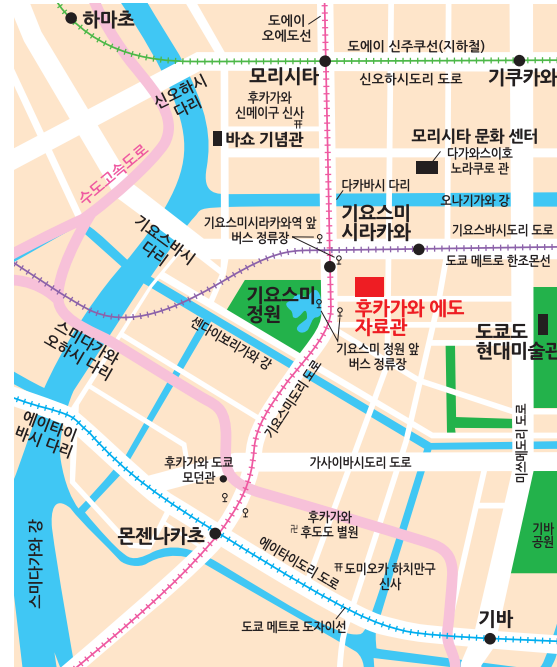 하마초
도에이
오에도선
도에이 신주쿠선(지하철)
모리시타
신오하시도리 도로
기쿠카와
신오하시
다리
후카가와
신메이구 신사
바쇼 기념관
모리시타 문화 센터
다가와스이호
노라쿠로 관
수도고속도로
다카바시 다리
오나기가와 강
기요스미
시라카와
기요스미시라카와역 앞
버스 정류장
기요스바시도리 도로
기요스바시
다리
도쿄 메트로 한조몬선
기요스미
정원
후카가와 에도
자료관
도쿄도
현대미술관
스미다가와
오하시 다리
센다이보리가와 강
기요스미 정원 앞
버스 정류장
기요스미도리 도로
에이타이
바시 다리
후카가와 도쿄
모던관
가사이바시도리 도로
미쓰메도리 도로
몬젠나카초
후카가와
후도도 별원
기바
공원
스미다가와 강
에이타이도리 도로
도미오카 하치만구
신사
도쿄 메트로 도자이선
기바